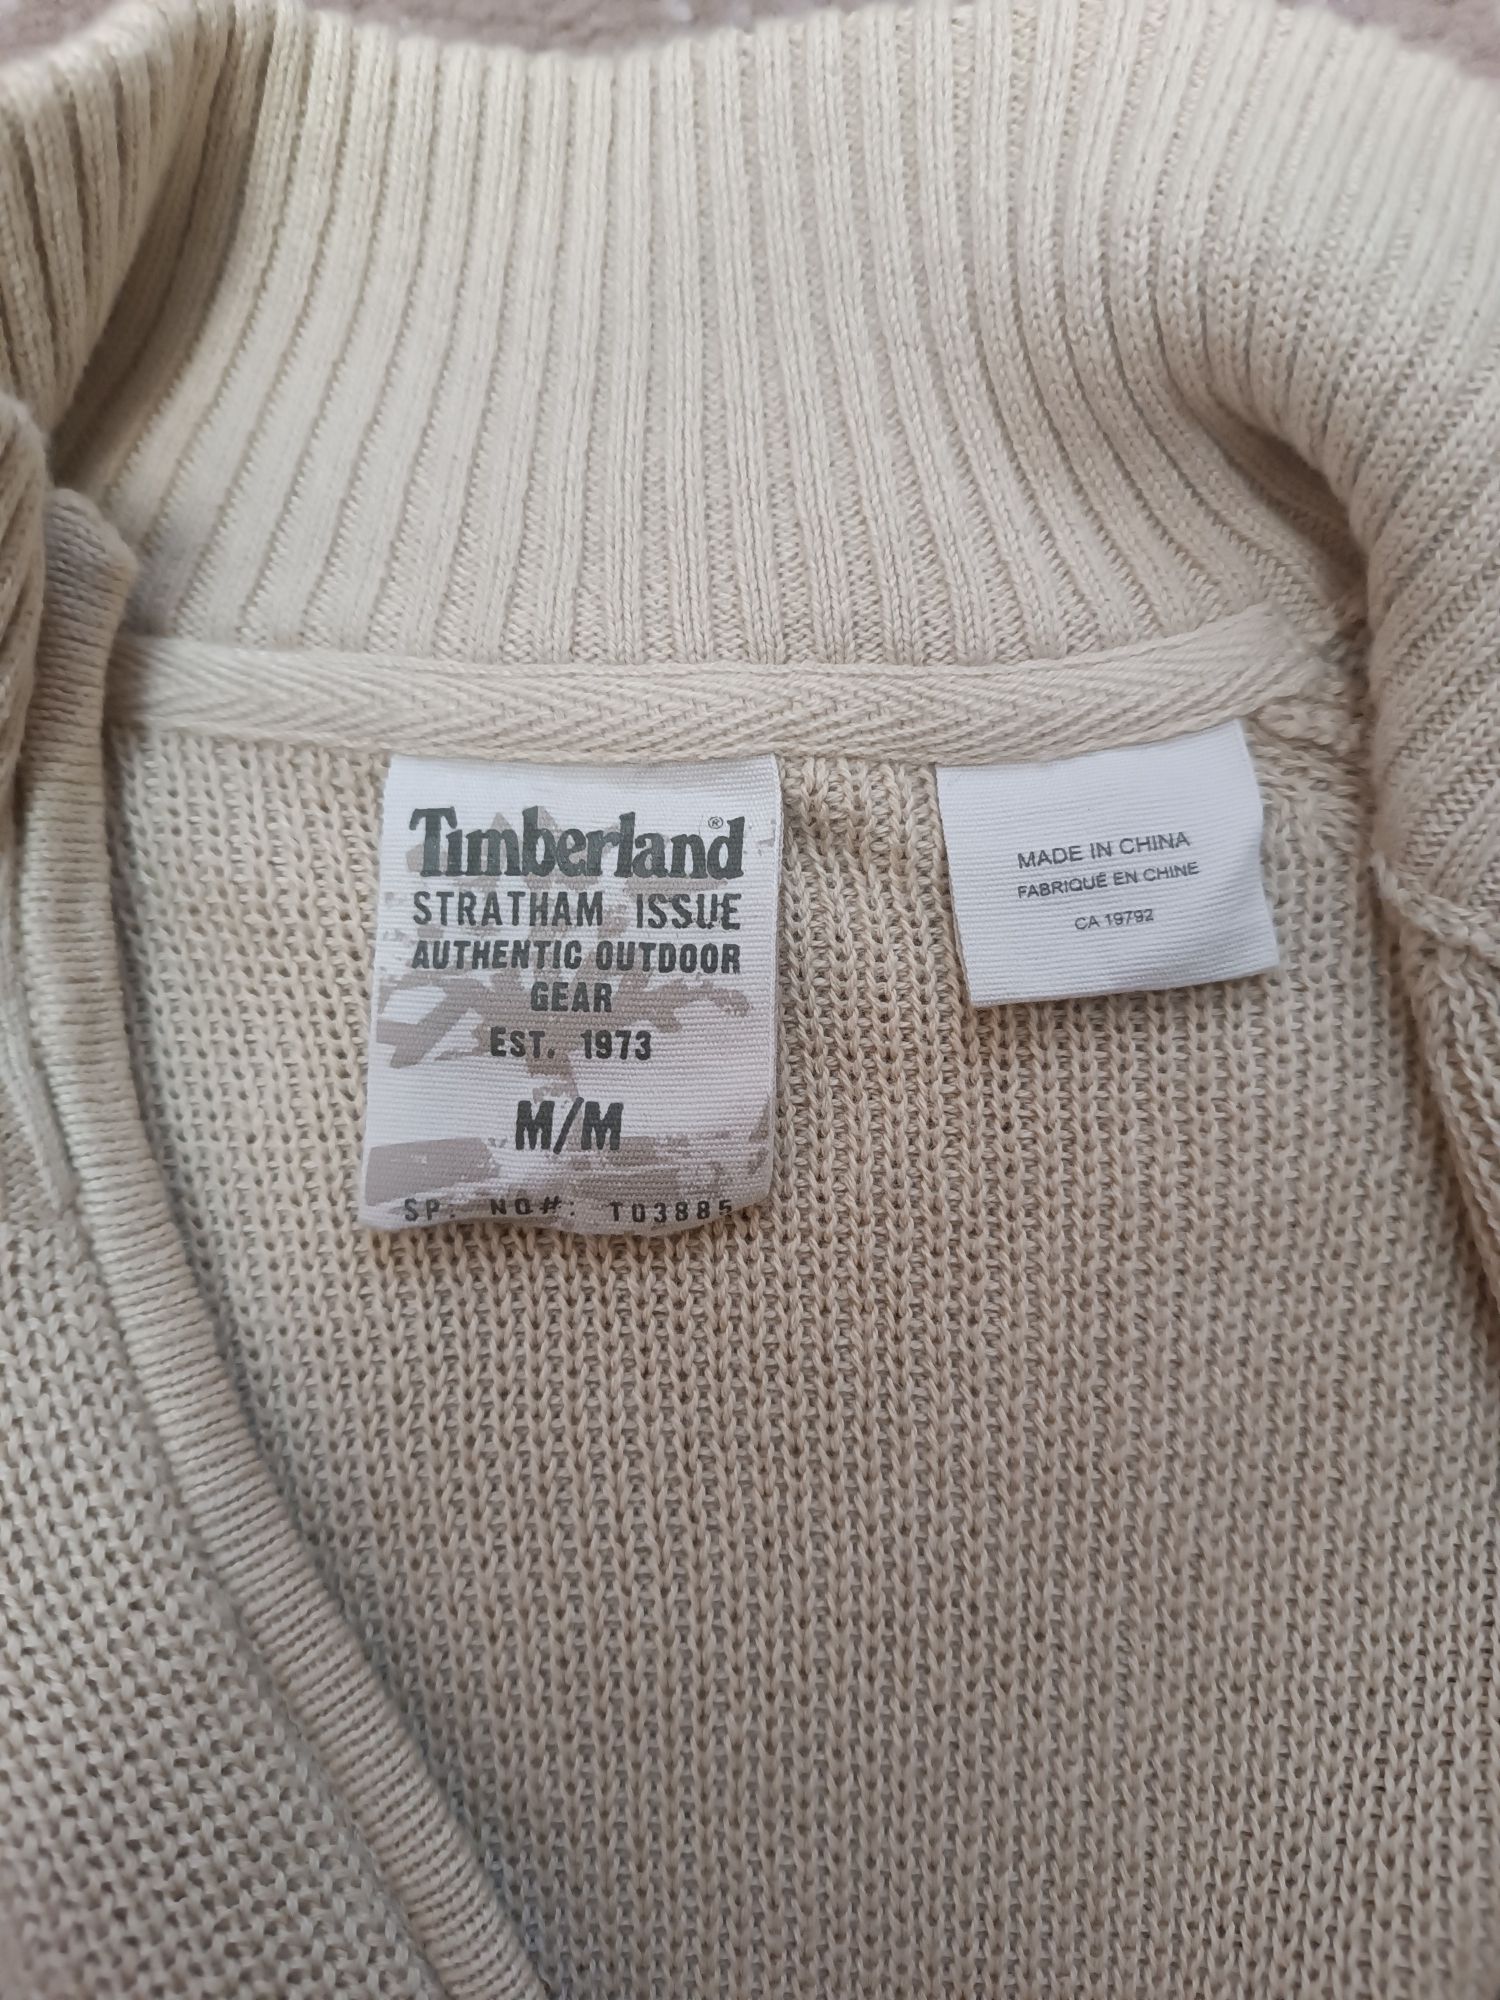 Timberland®
STRATHAM ISSUE
AUTHENTIC OUTDOOR
GEAR
EST. 1973
M/M
SP. NO#: T03885
MADE IN CHINA
FABRIQUÉ EN CHINE
CA 19792